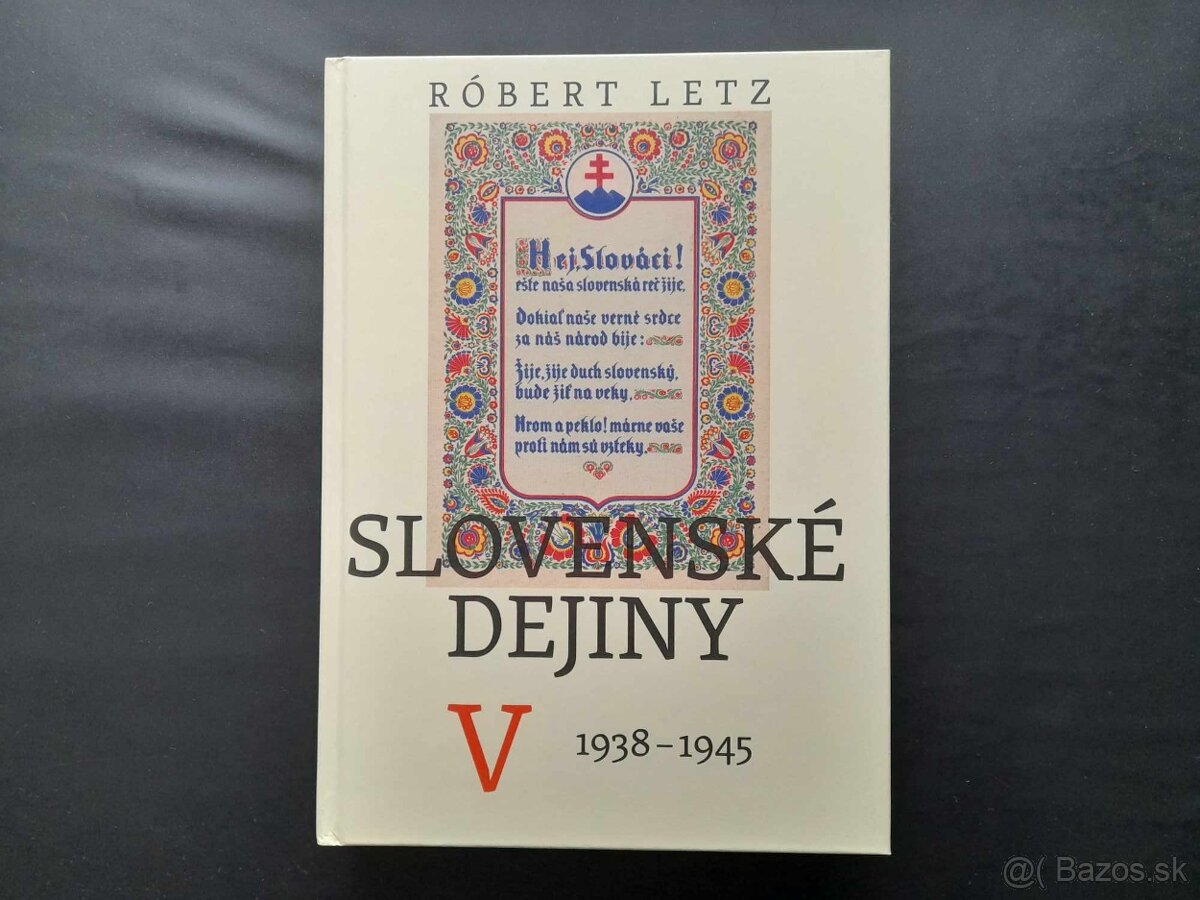 RÓBERT LETZ
Hej, Slováci!
ešte naša slovenská reč žije,
Dokiaľ naše verné srdce
za náš národ bije:
Žije, žije duch slovenský,
bude žiť na veky,
Hrom a peklo! márne vaše
proti nám sú vzteky.
SLOVENSKÉ
DEJINY
V 1938 – 1945
@( Bazos.sk